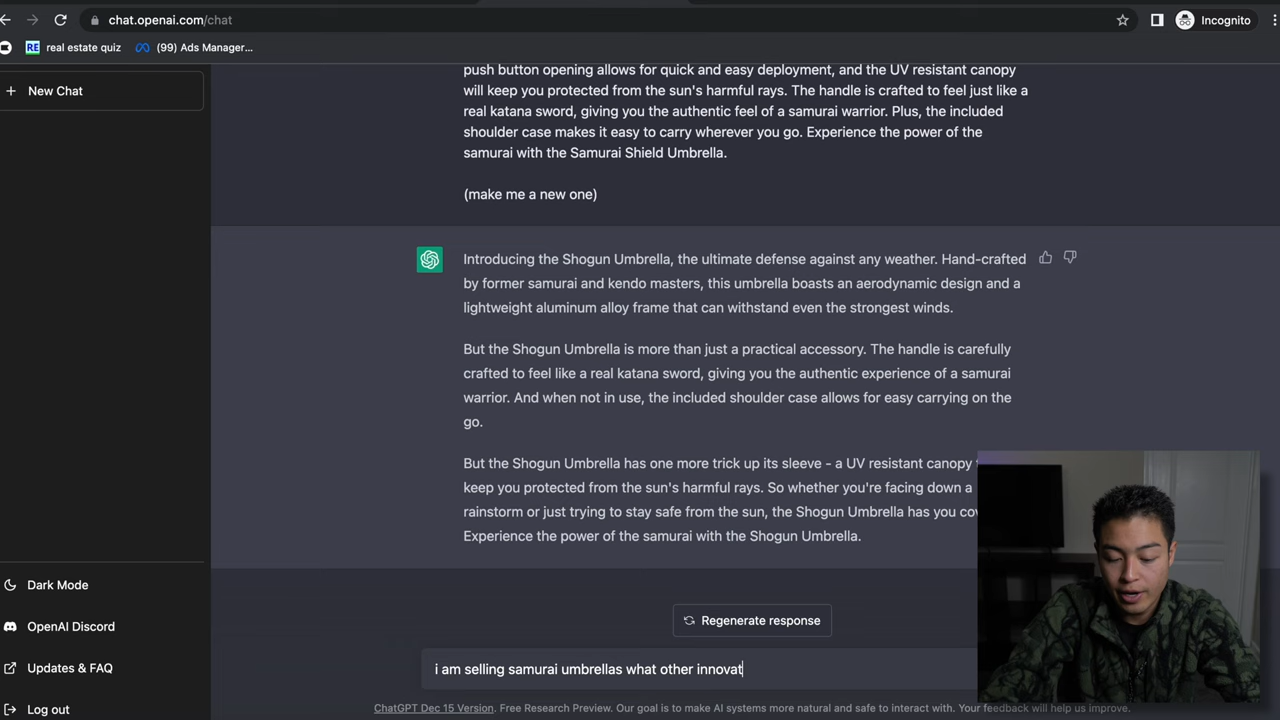 chat.openai.com/chat
Incognito
RE real estate quiz
(99) Ads Manager...
push button opening allows for quick and easy deployment, and the UV resistant canopy
+ New Chat
will keep you protected from the sun's harmful rays. The handle is crafted to feel just like a
real katana sword, giving you the authentic feel of a samurai warrior. Plus, the included
shoulder case makes it easy to carry wherever you go. Experience the power of the
samurai with the Samurai Shield Umbrella.
(make me a new one)
Introducing the Shogun Umbrella, the ultimate defense against any weather. Hand-crafted
by former samurai and kendo masters, this umbrella boasts an aerodynamic design and a
lightweight aluminum alloy frame that can withstand even the strongest winds.
But the Shogun Umbrella is more than just a practical accessory. The handle is carefully
crafted to feel like a real katana sword, giving you the authentic experience of a samurai
warrior. And when not in use, the included shoulder case allows for easy carrying on the
go.
But the Shogun Umbrella has one more trick up its sleeve - a UV resistant canopy
keep you protected from the sun's harmful rays. So whether you're facing down a
rainstorm or just trying to stay safe from the sun, the Shogun Umbrella has you
Experience the power of the samurai with the Shogun Umbrella.
Dark Mode
Regenerate response
OpenAI Discord
Updates & FAQ
i am selling samurai umbrellas what other innovat
Log out
ChatGPT Dec 15 Version. Free Research Preview. Our goal is to make AI systems more natural and safe to interact with. Your feedback will help us improve.